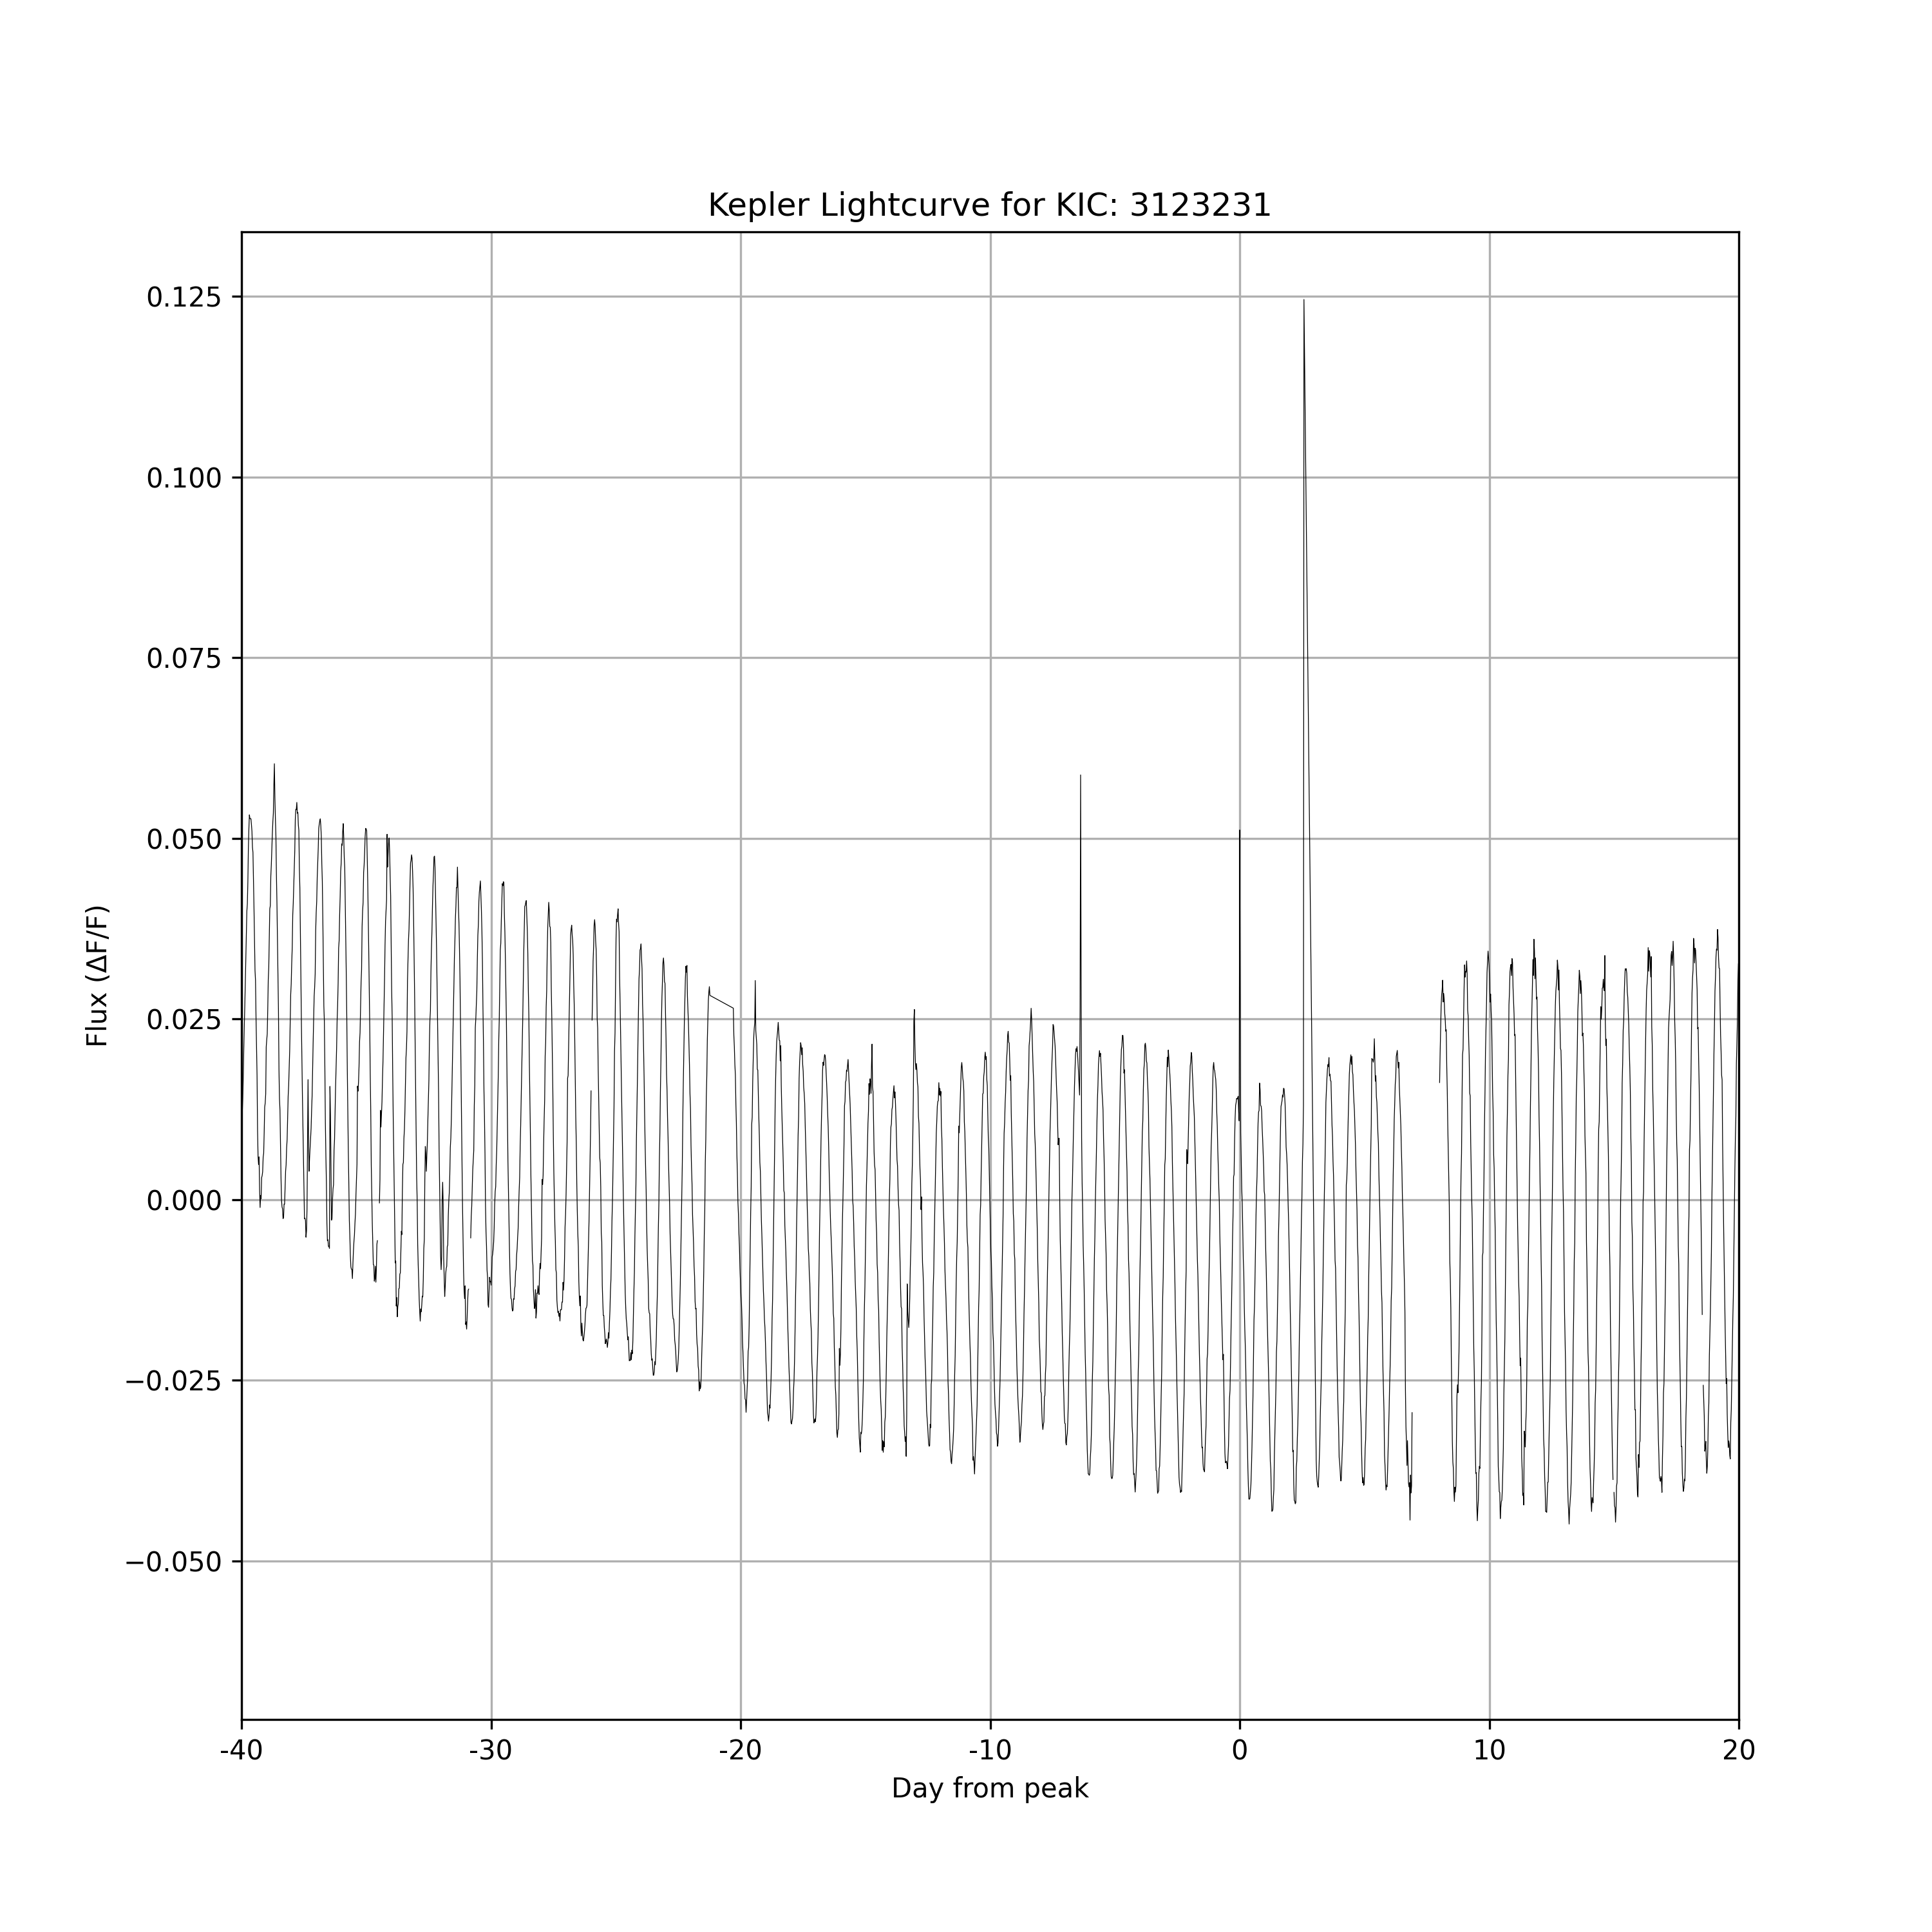 Kepler Lightcurve for KIC: 3123231
0.125
0.100
0.075
0.050
0.025
0.000
−0.025
−0.050
Flux (ΔF/F)
-40 -30 -20 -10 0 10 20
Day from peak